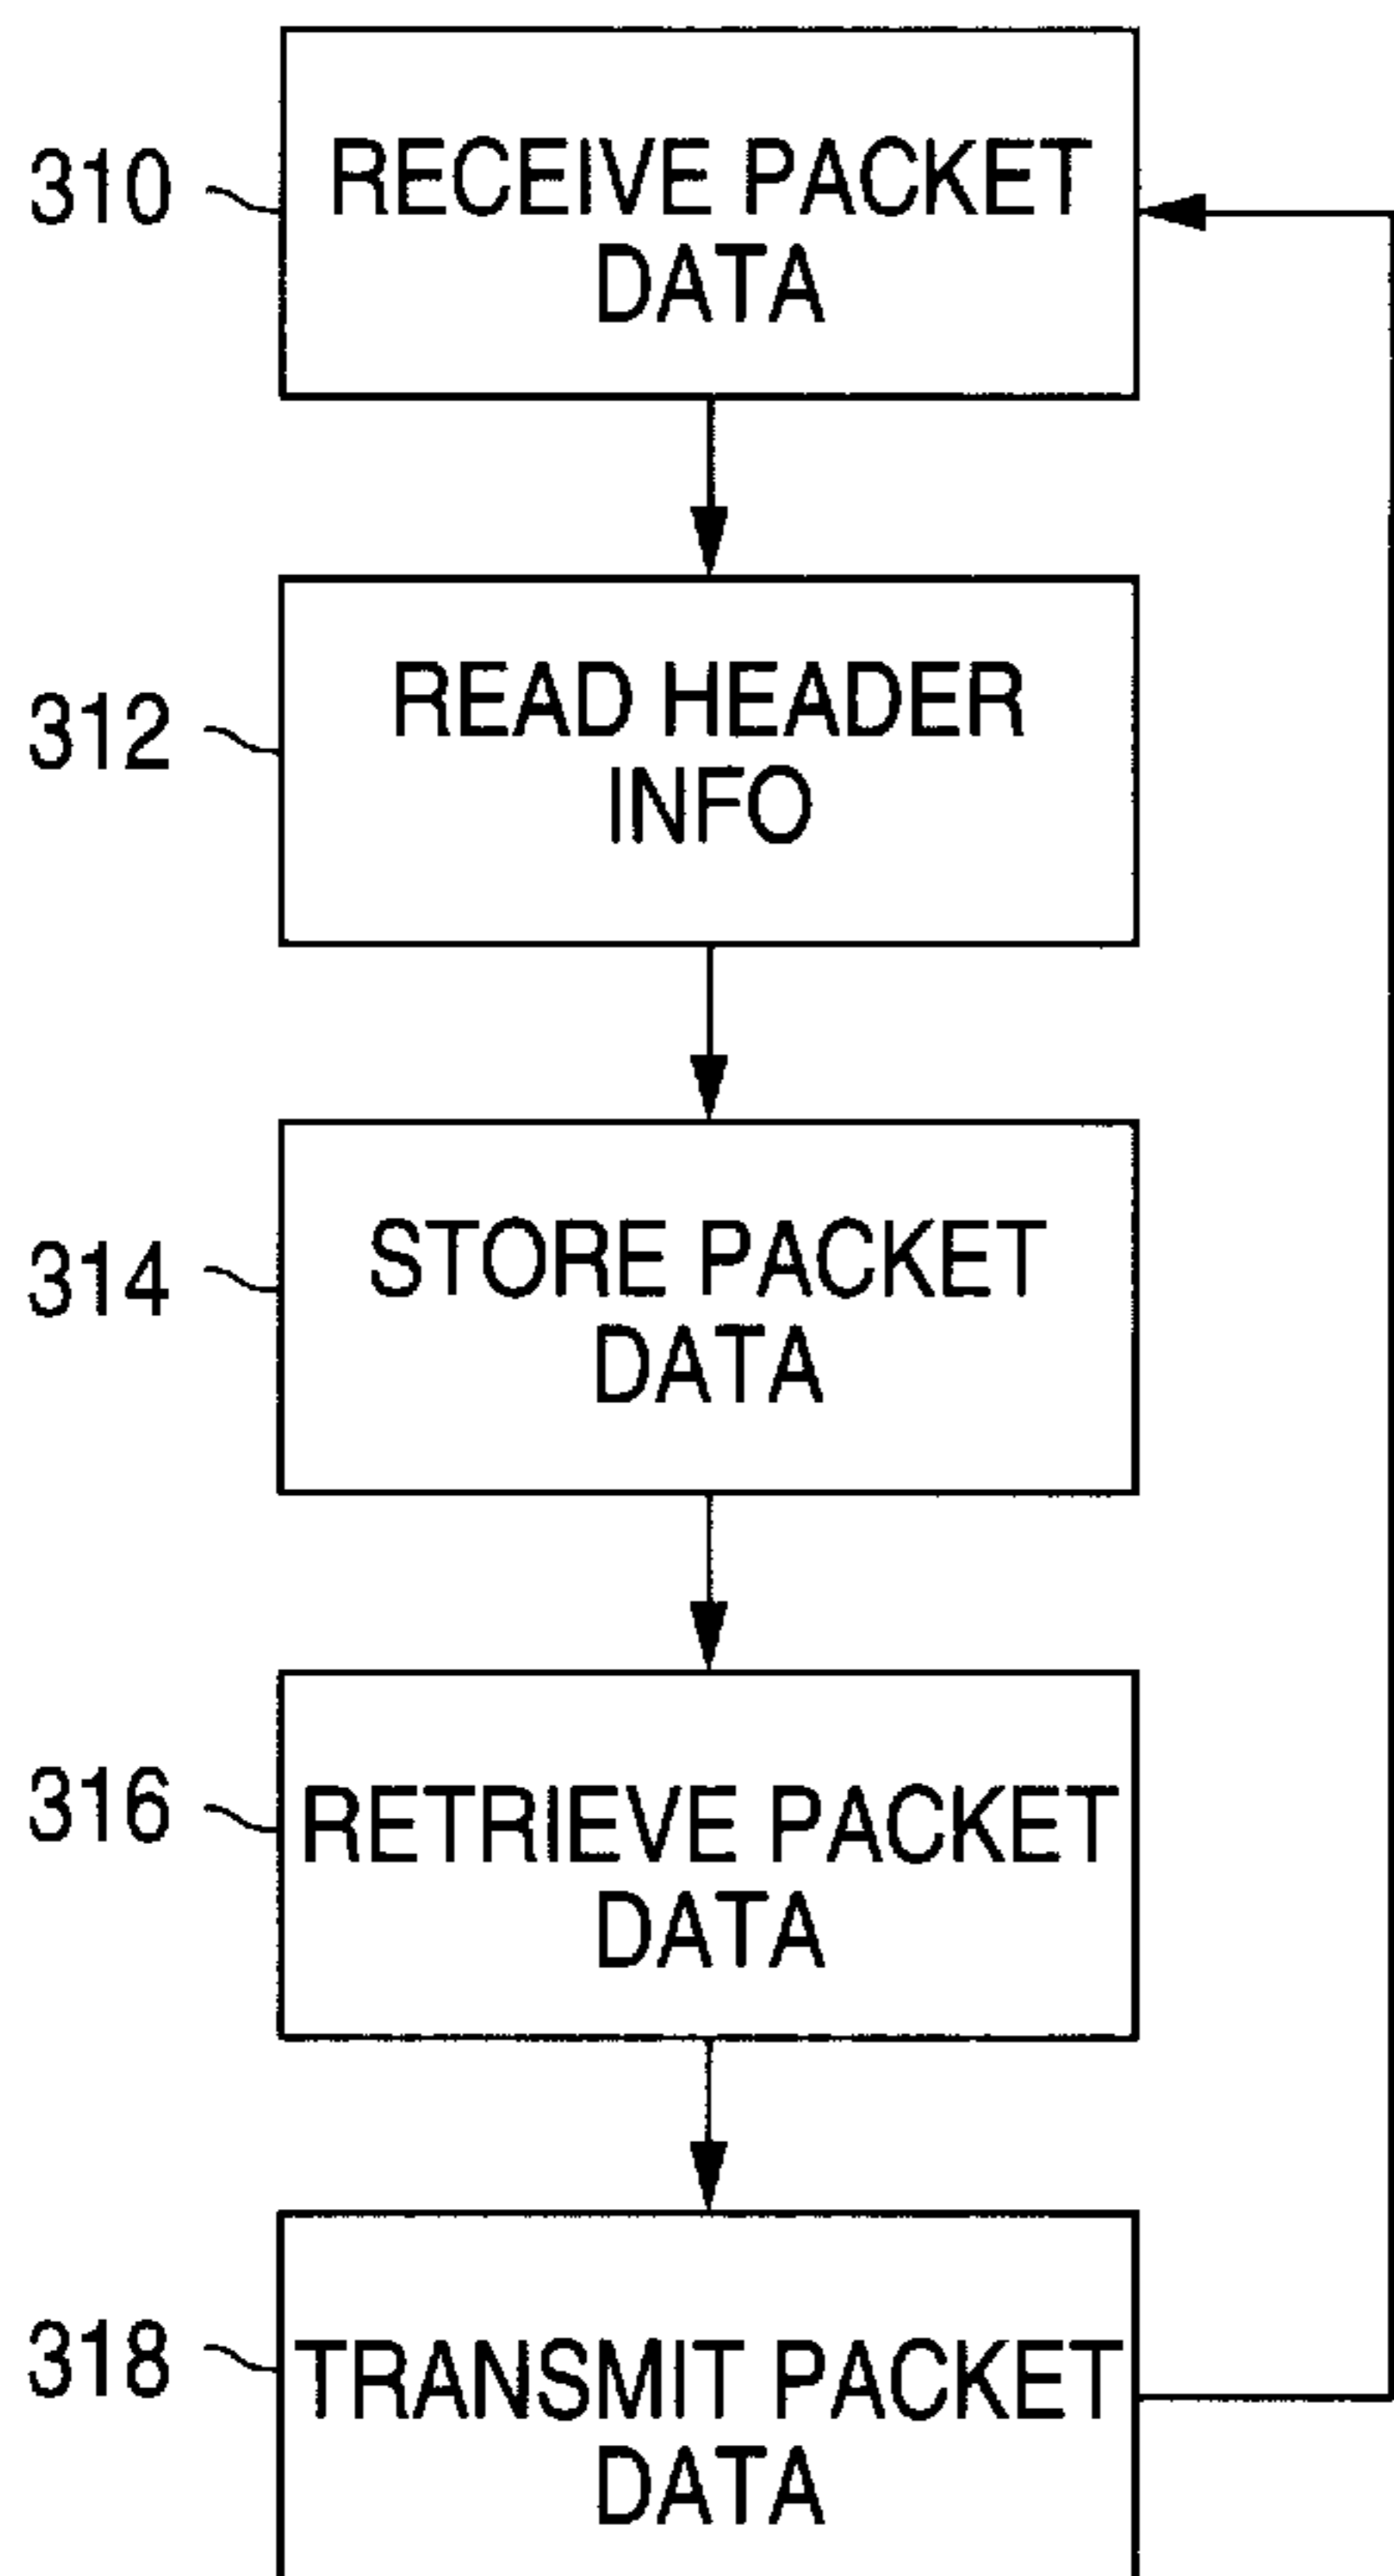 310
RECEIVE PACKET
DATA
312
READ HEADER
INFO
314
STORE PACKET
DATA
316
RETRIEVE PACKET
DATA
318
TRANSMIT PACKET
DATA